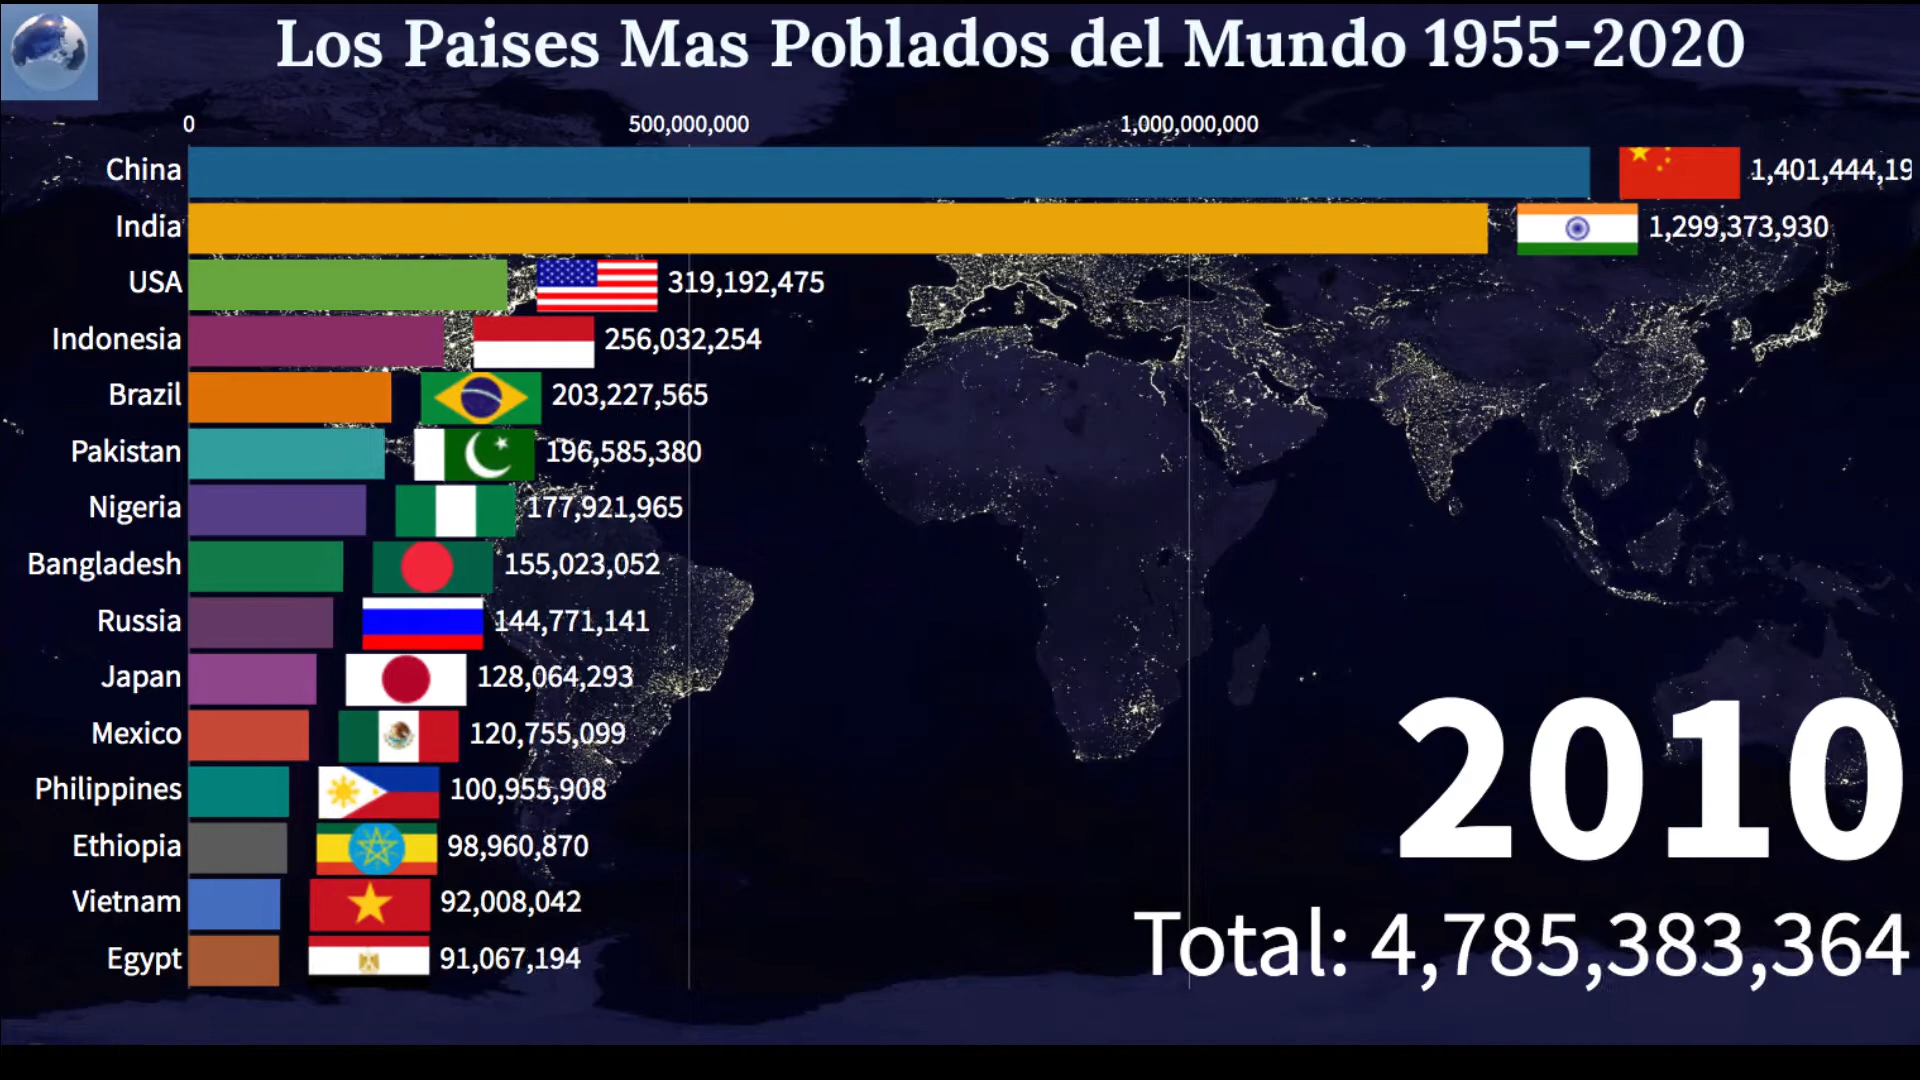 Los Paises Mas Poblados del Mundo 1955-2020
0 500,000,000 1,000,000,000
China 1,401,444,19
India 1,299,373,930
USA 319,192,475
Indonesia 256,032,254
Brazil 203,227,565
Pakistan 196,585,380
Nigeria 177,921,965
Bangladesh 155,023,052
Russia 144,771,141
Japan 128,064,293
Mexico 120,755,099
Philippines 100,955,908
Ethiopia 98,960,870
Vietnam 92,008,042
Egypt 91,067,194
2010
Total: 4,785,383,364